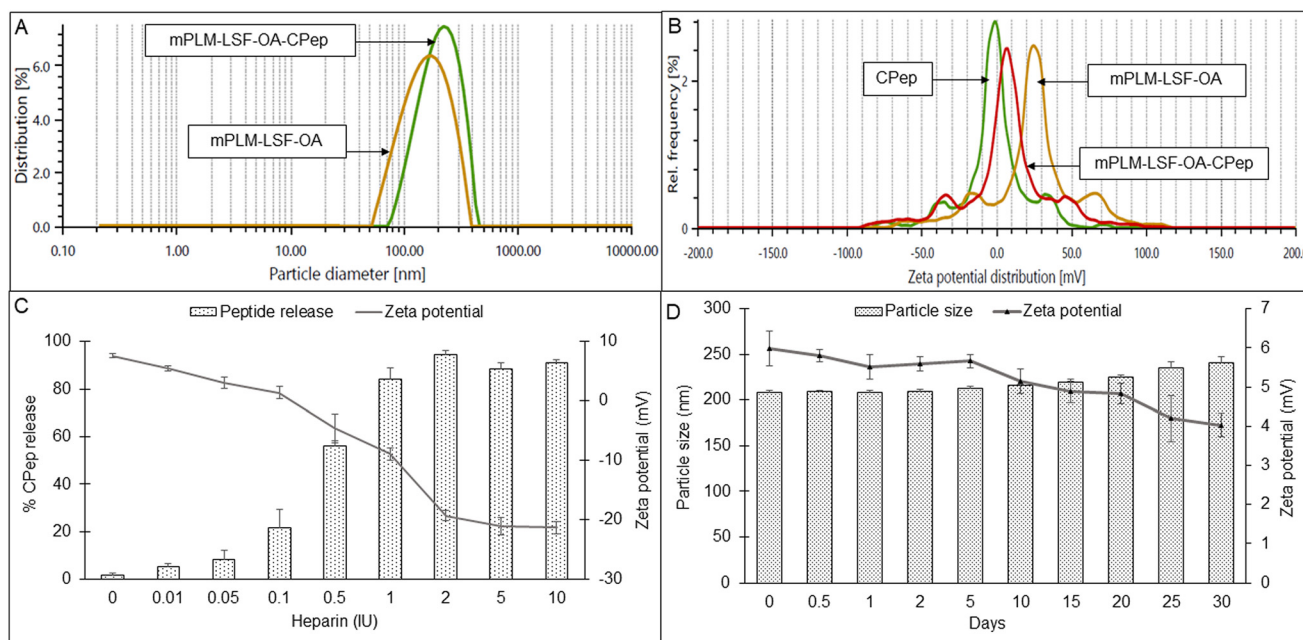 A
mPLM-LSF-OA-CPep
mPLM-LSF-OA
Distribution [%]
6.0
4.0
2.0
0.0
0.10 1.00 10.00 100.00 1000.00 10000.00
Particle diameter [nm]
B
CPep
mPLM-LSF-OA
mPLM-LSF-OA-CPep
Rel. frequency [%]
2
0
-200.0 -150.0 -100.0 -50.0 0.0 50.0 100.0 150.0 200.
Zeta potential distribution [mV]
C
Peptide release Zeta potential
% CPep release
100
80
60
40
20
0
10
0
-10
-20
-30
Zeta potential (mV)
0 0.01 0.05 0.1 0.5 1 2 5 10
Heparin (IU)
D
Particle size Zeta potential
Particle size (nm)
300
250
200
150
100
50
0
7
6
5
4
3
2
1
0
Zeta potential (mV)
0 0.5 1 2 5 10 15 20 25 30
Days